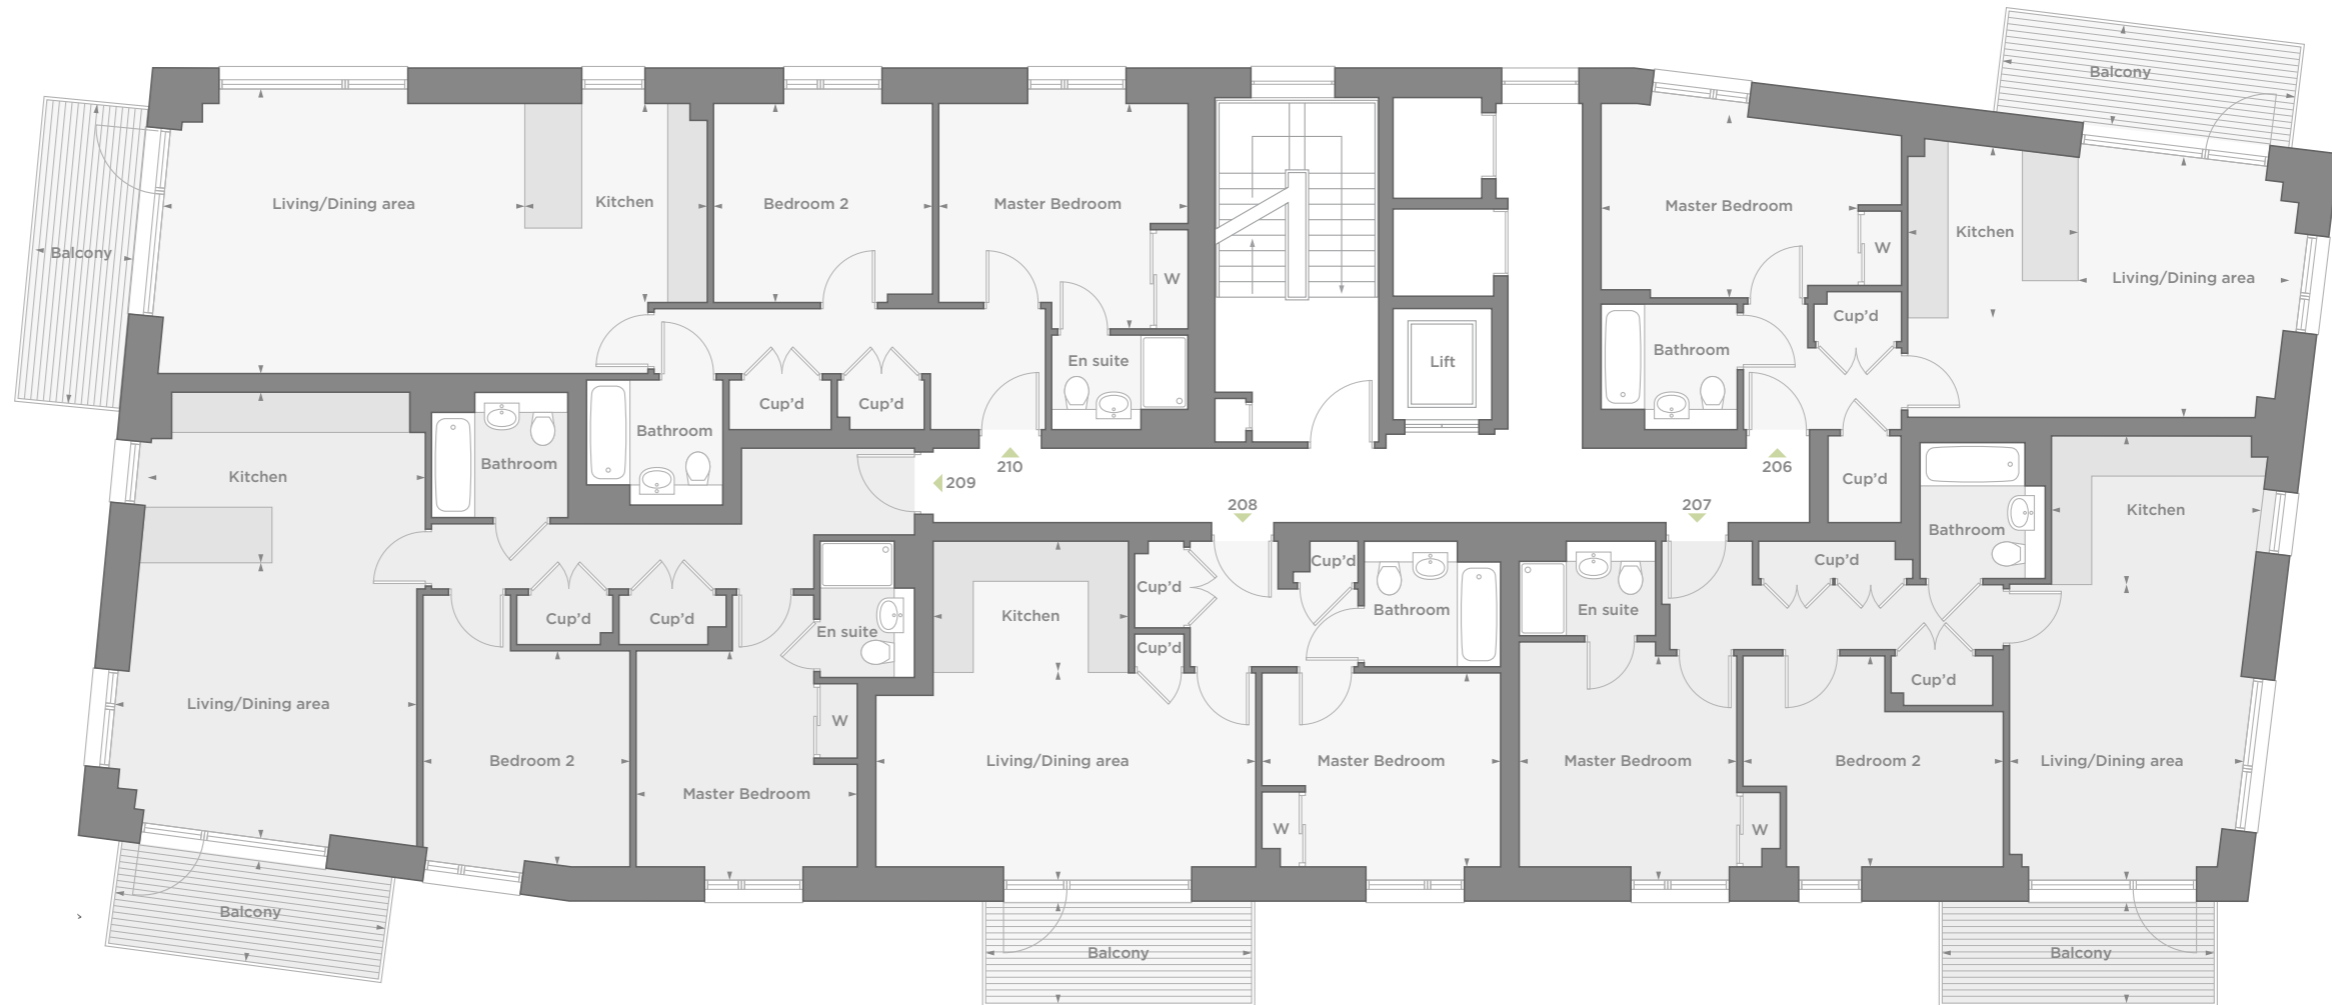 Balcony
Living/Dining area
Kitchen
Bedroom 2
Master Bedroom
W
En suite
Cup'd
Cup'd
Bathroom
210
Lift
Balcony
Master Bedroom
W
Kitchen
Living/Dining area
Cup'd
Bathroom
Cup'd
206
Kitchen
Bathroom
209
Cup'd
Cup'd
En suite
W
Living/Dining area
Bedroom 2
Master Bedroom
Balcony
208
Kitchen
Cup'd
Cup'd
Cup'd
Bathroom
Living/Dining area
Master Bedroom
W
Balcony
207
En suite
Cup'd
Bathroom
Kitchen
Cup'd
Master Bedroom
W
Bedroom 2
Living/Dining area
Balcony